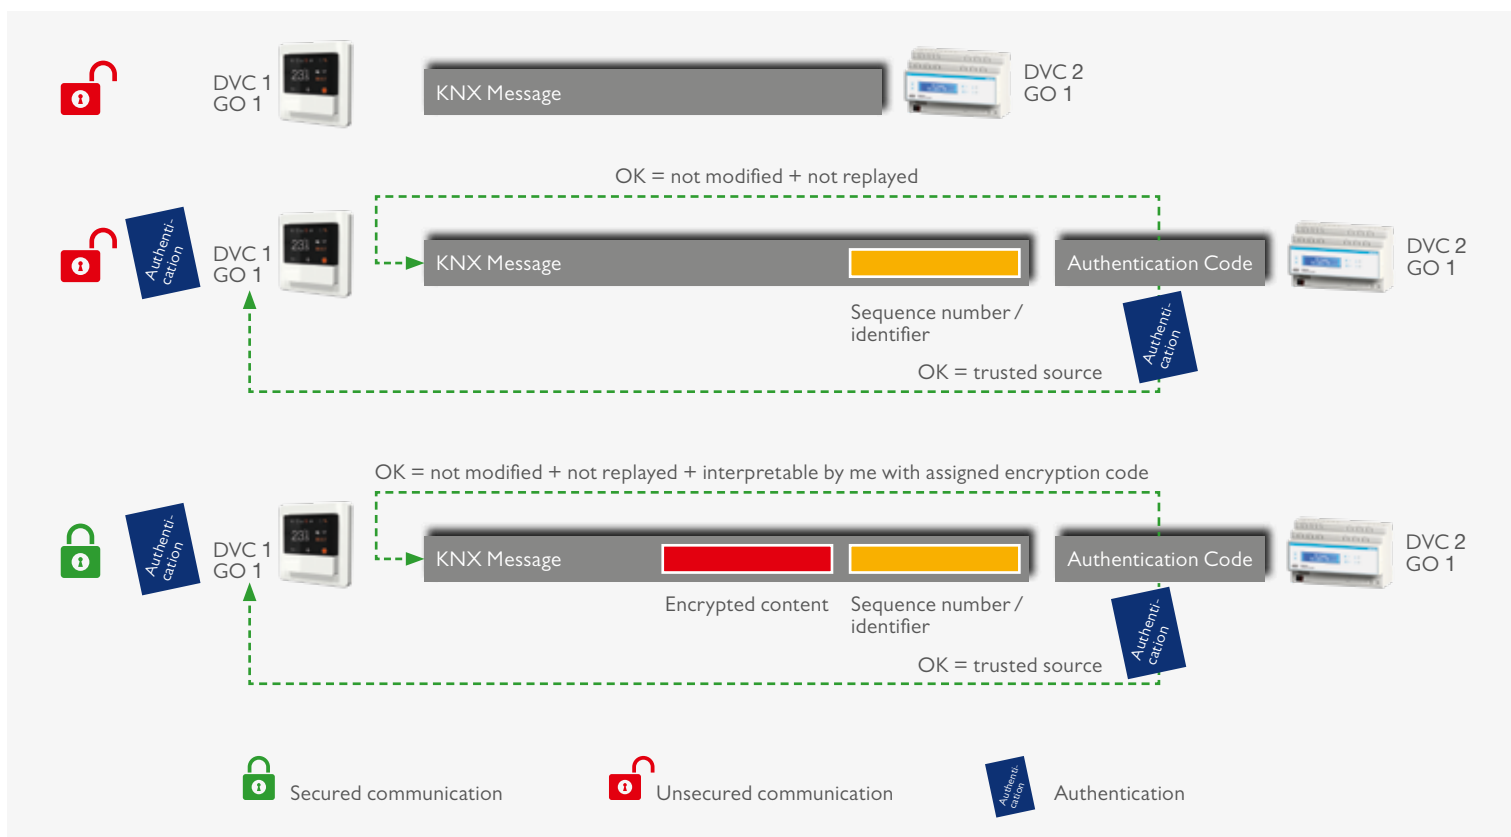 DVC 1
GO 1
KNX Message
DVC 2
GO 1
OK = not modified + not replayed
Authenti-
cation
DVC 1
GO 1
KNX Message
Authentication Code
DVC 2
GO 1
Sequence number /
identifier
Authenti-
cation
OK = trusted source
OK = not modified + not replayed + interpretable by me with assigned encryption code
Authenti-
cation
DVC 1
GO 1
KNX Message
Authentication Code
DVC 2
GO 1
Encrypted content
Sequence number /
identifier
Authenti-
cation
OK = trusted source
Secured communication
Unsecured communication
Authenti-
cation
Authentication